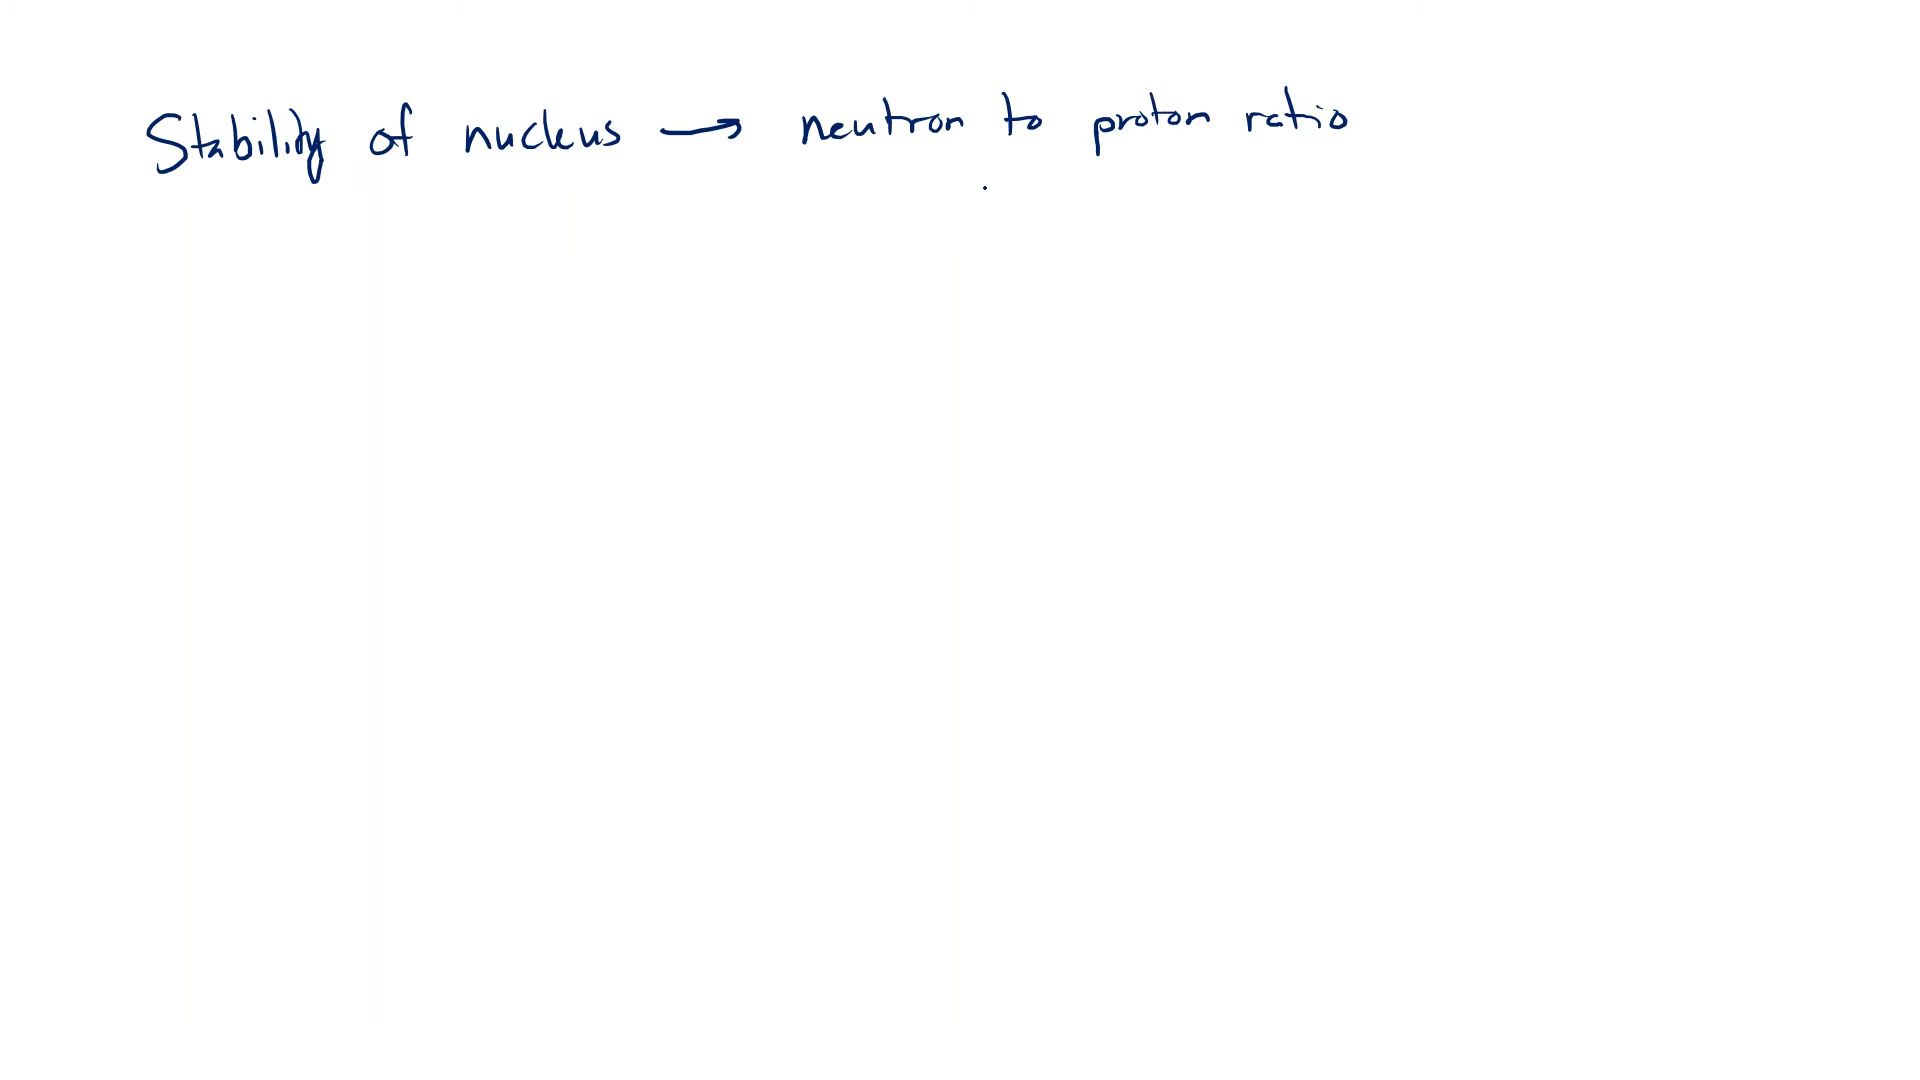 Stability of nucleus → neutron to proton ratio